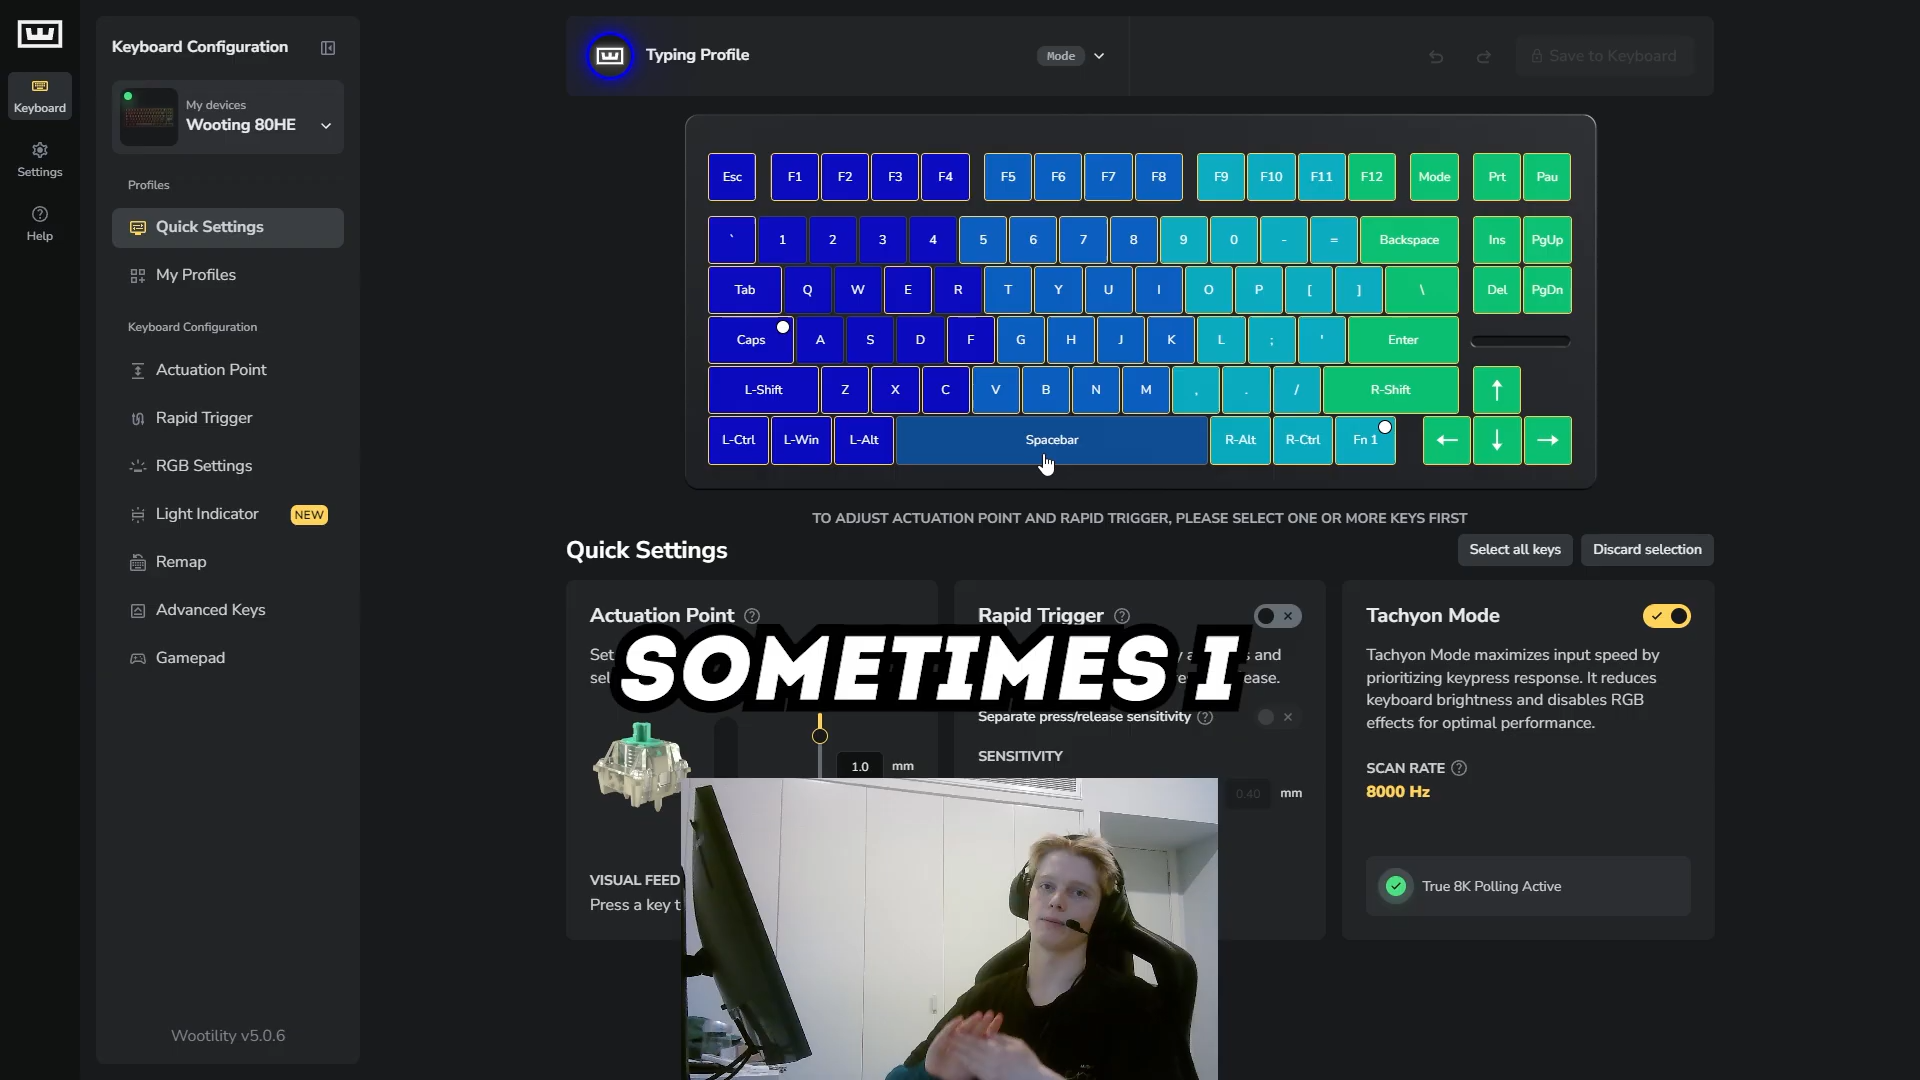 Keyboard Configuration
Keyboard
Settings
Help
My devices
Wooting 80HE
Profiles
Quick Settings
My Profiles
Keyboard Configuration
Actuation Point
Rapid Trigger
RGB Settings
Light Indicator NEW
Remap
Advanced Keys
Gamepad
Wootility v5.0.6
Typing Profile
Mode
Save to Keyboard
Esc F1 F2 F3 F4 F5 F6 F7 F8 F9 F10 F11 F12 Mode Prt Pau
` 1 2 3 4 5 6 7 8 9 0 - = Backspace Ins PgUp
Tab Q W E R T Y U I O P [ ] \ Del PgDn
Caps A S D F G H J K L ; ' Enter
L-Shift Z X C V B N M , . / R-Shift ↑
L-Ctrl L-Win L-Alt Spacebar R-Alt R-Ctrl Fn 1 ← ↓ →
TO ADJUST ACTUATION POINT AND RAPID TRIGGER, PLEASE SELECT ONE OR MORE KEYS FIRST
Quick Settings
Select all keys
Discard selection
Actuation Point
SOMETIMES I
1.0 mm
VISUAL FEED
Press a key t
Rapid Trigger
and
Separate press/release sensitivity
SENSITIVITY
0.40 mm
Tachyon Mode
Tachyon Mode maximizes input speed by
prioritizing keypress response. It reduces
keyboard brightness and disables RGB
effects for optimal performance.
SCAN RATE
8000 Hz
True 8K Polling Active